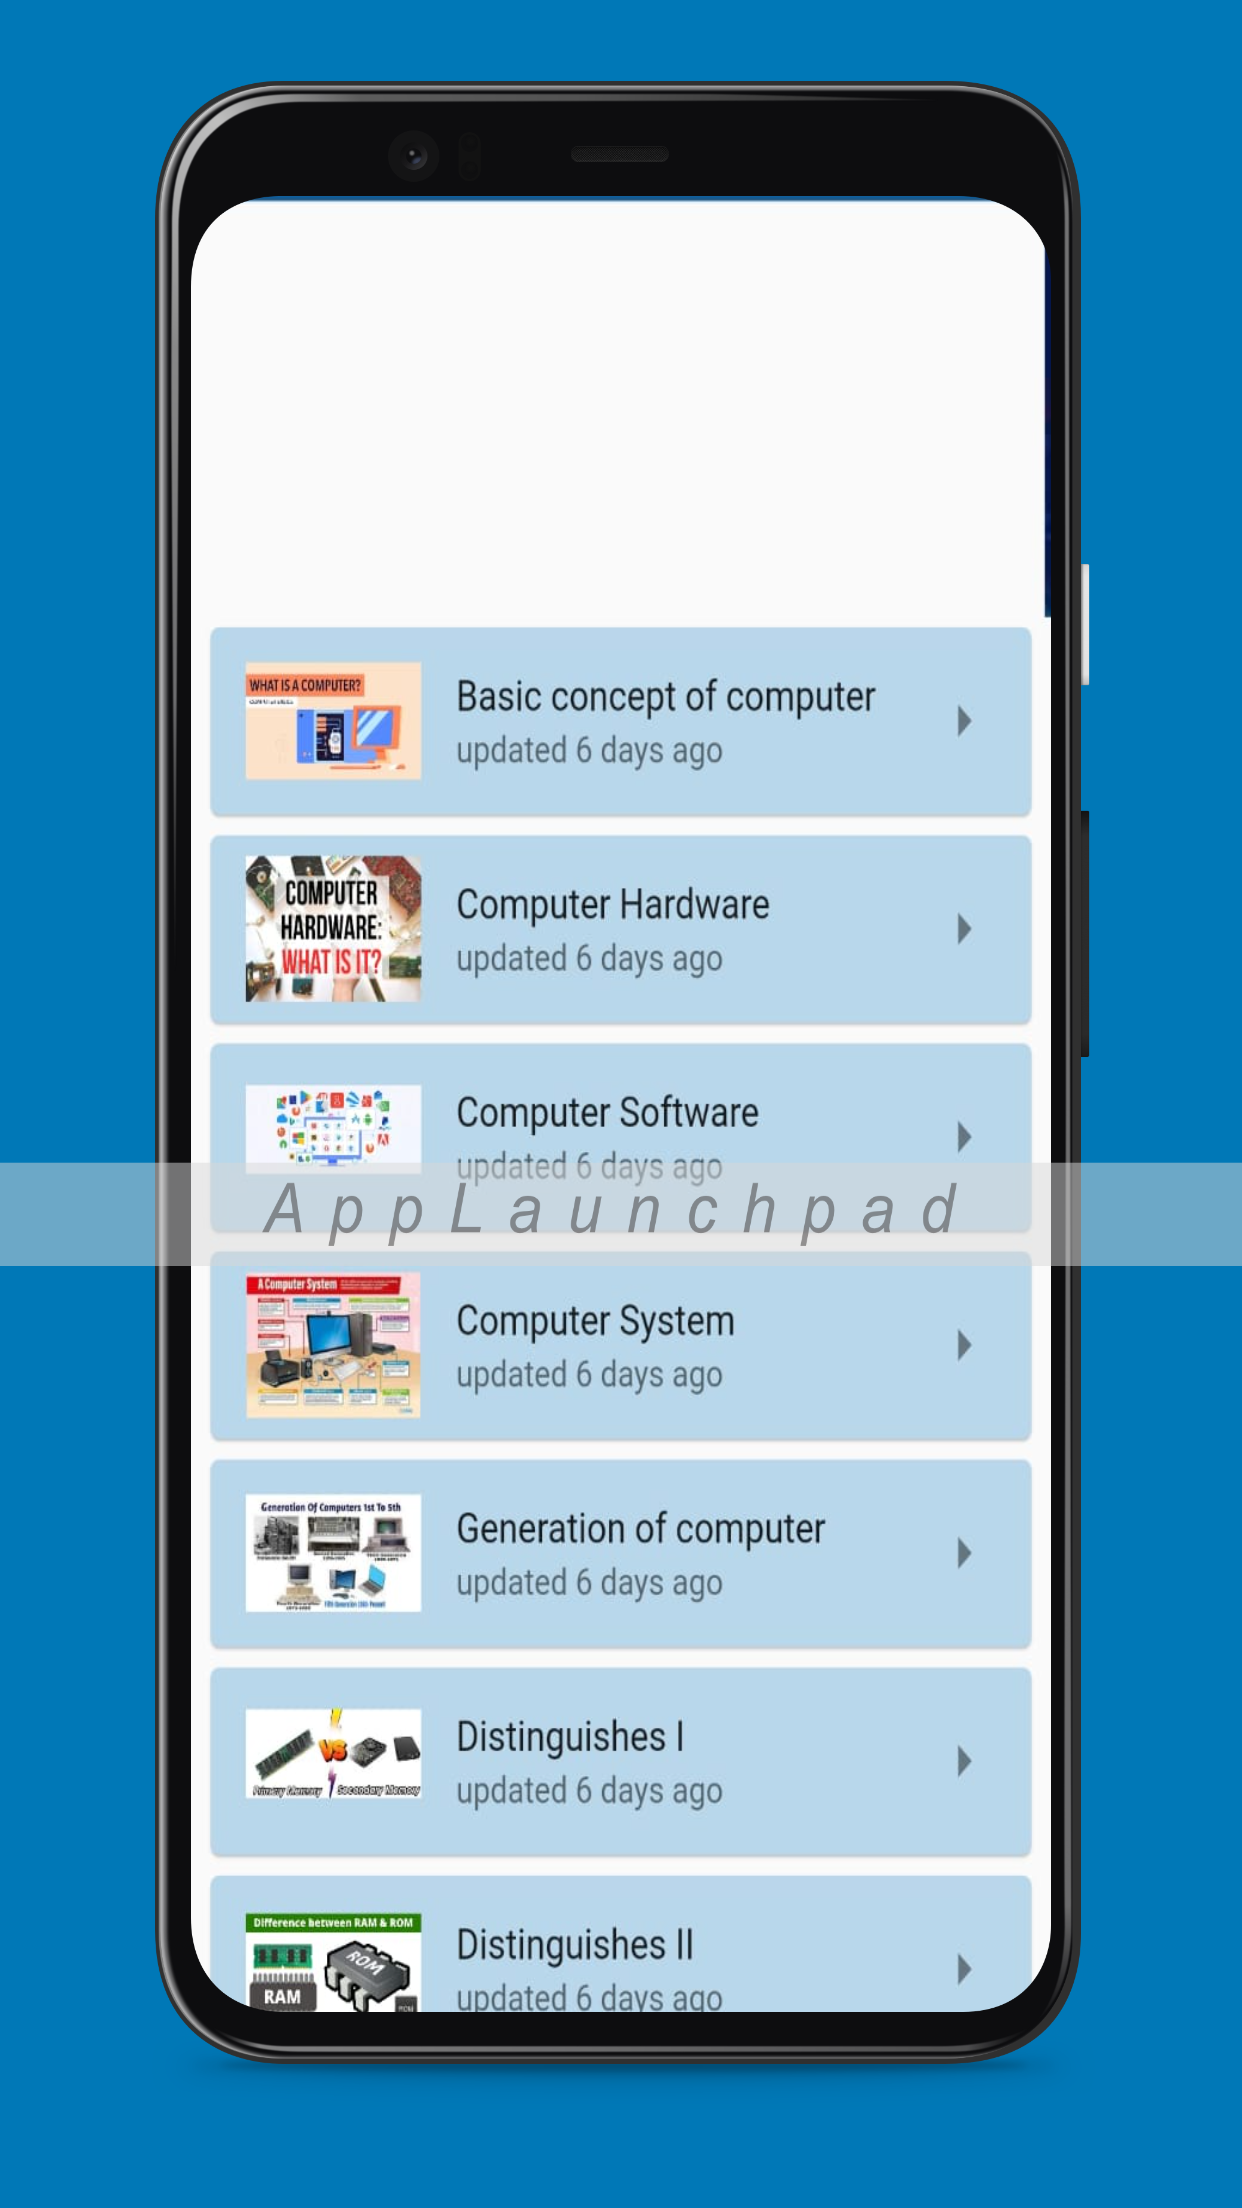 WHAT IS A COMPUTER?
Basic concept of computer
updated 6 days ago
COMPUTER
HARDWARE:
WHAT IS IT?
Computer Hardware
updated 6 days ago
Computer Software
updated 6 days ago
AppLaunchpad
A Computer System
Computer System
updated 6 days ago
Generation Of Computers 1st To 5th
Generation of computer
updated 6 days ago
VS
Primary Memory
Secondary Memory
Distinguishes I
updated 6 days ago
Difference between RAM & ROM
ROM
RAM
Distinguishes II
updated 6 days ago